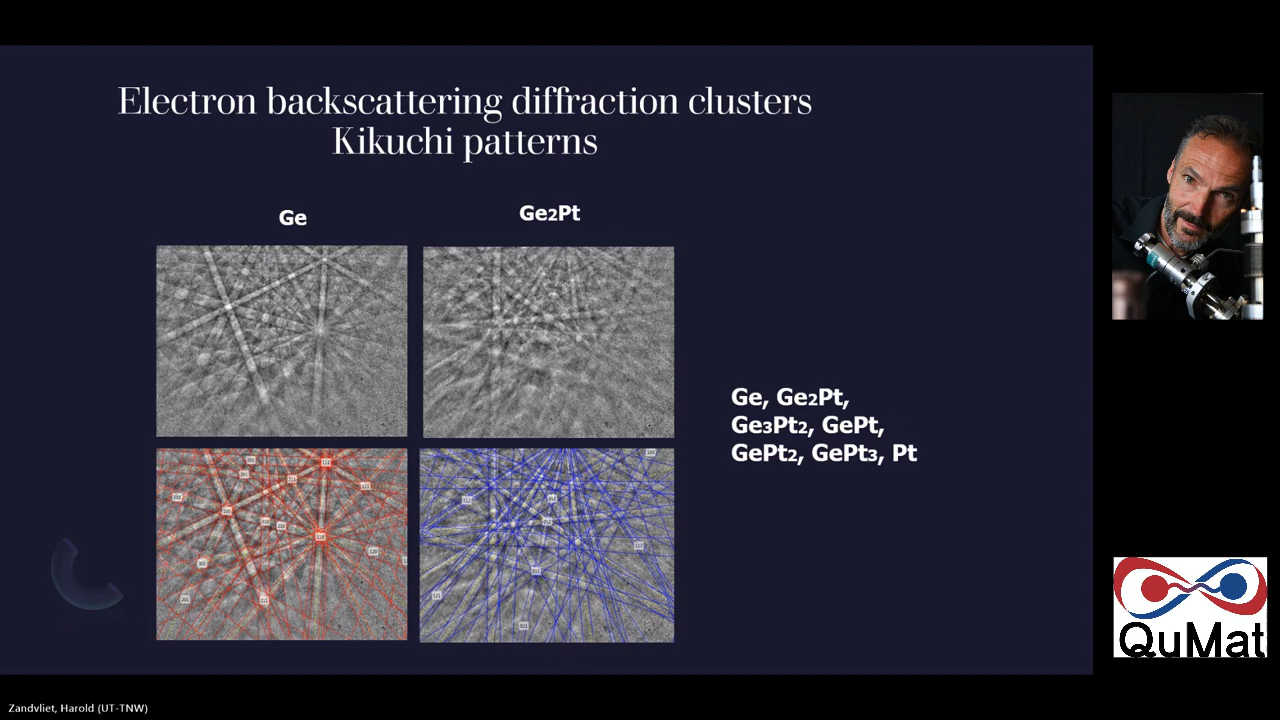 Electron backscattering diffraction clusters
Kikuchi patterns
Ge
Ge₂Pt
Ge, Ge₂Pt,
Ge₃Pt₂, GePt,
GePt₂, GePt₃, Pt
QuMat
Zandvliet, Harold (UT-TNW)